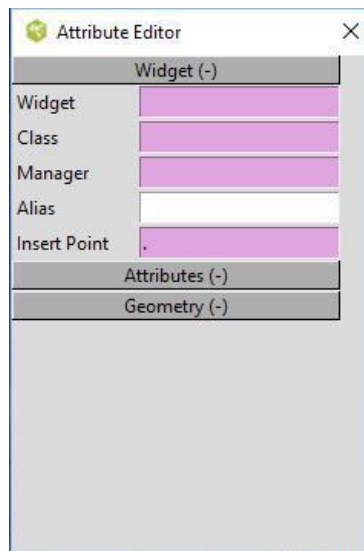 Attribute Editor
Widget (-)
Widget
Class
Manager
Alias
Insert Point .
Attributes (-)
Geometry (-)